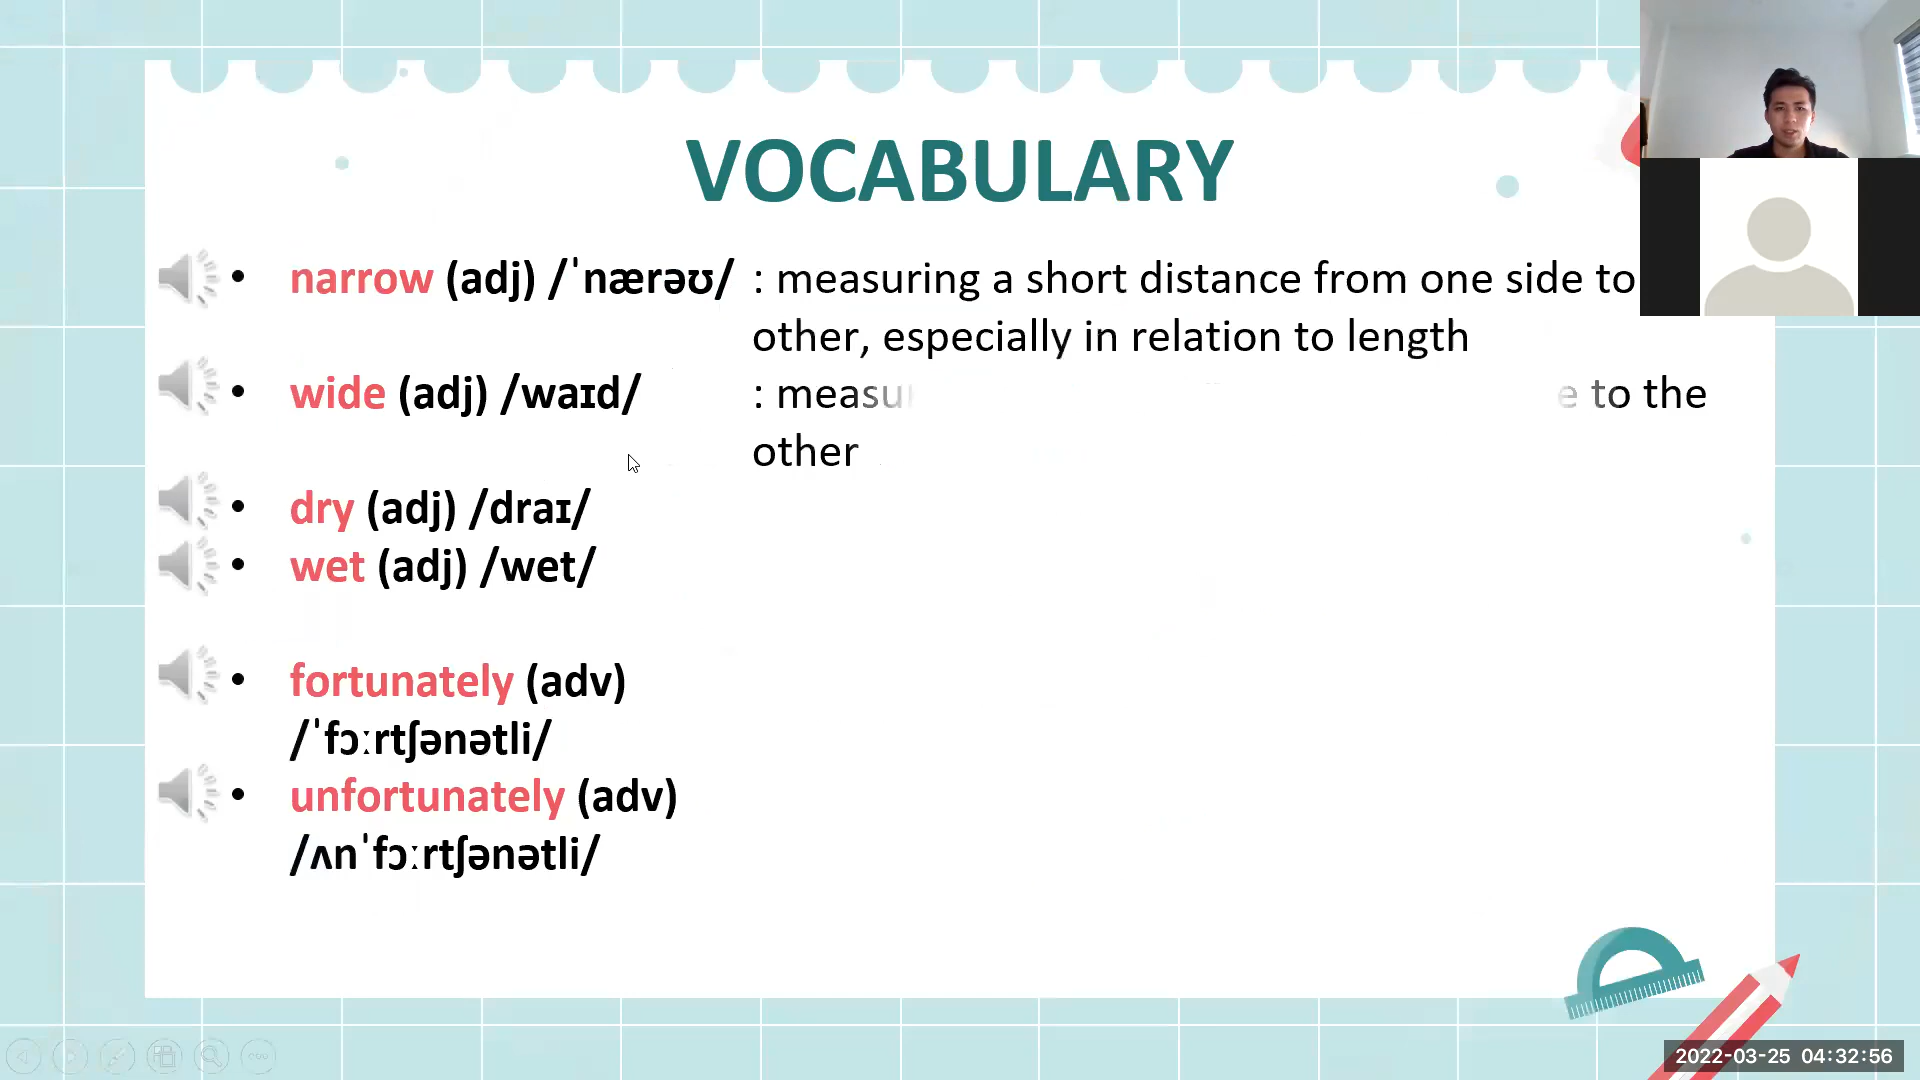 VOCABULARY
• narrow (adj) /ˈnærəʊ/ : measuring a short distance from one side to
other, especially in relation to length
• wide (adj) /waɪd/ : to the
other
• dry (adj) /draɪ/
• wet (adj) /wet/
• fortunately (adv)
/ˈfɔːrtʃənətli/
• unfortunately (adv)
/ʌnˈfɔːrtʃənətli/
2022-03-25 04:32:56